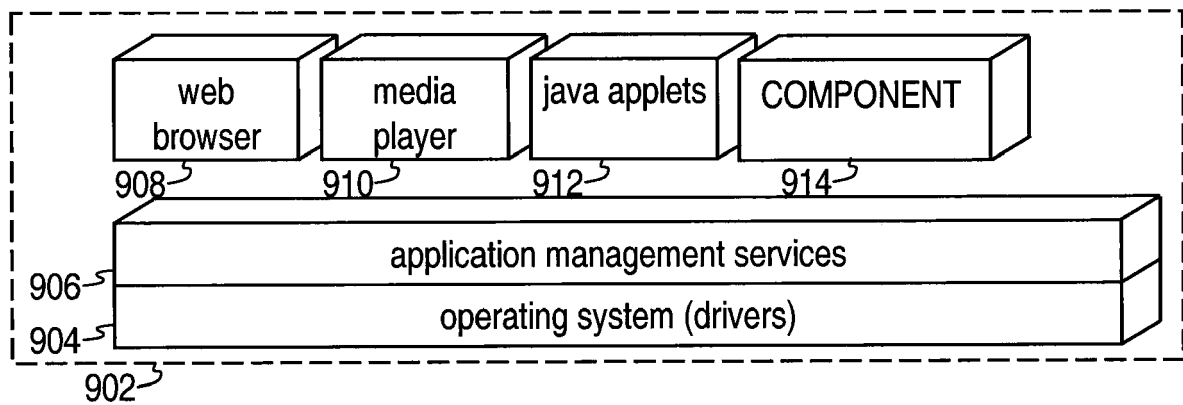 web
browser
media
player
java applets
COMPONENT
908
910
912
914
application management services
906
operating system (drivers)
904
902